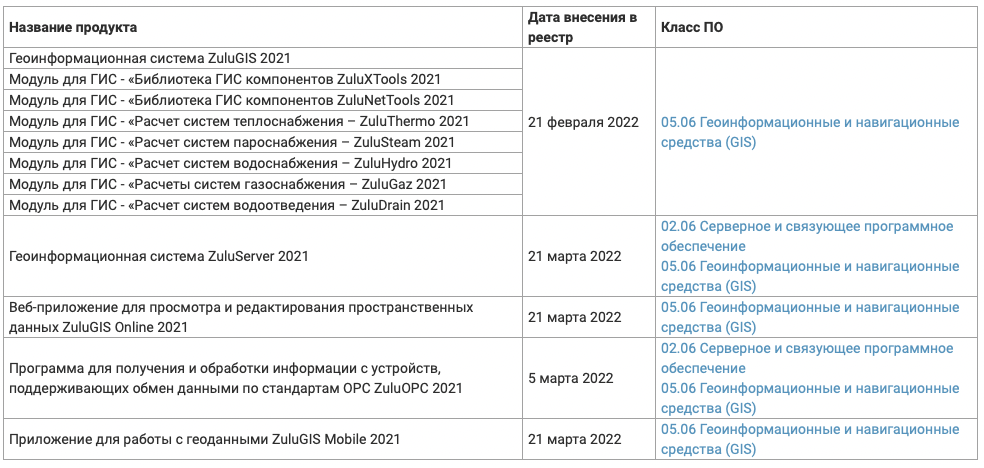 Название продукта
Дата внесения в
реестр
Класс ПО
Геоинформационная система ZuluGIS 2021
Модуль для ГИС - «Библиотека ГИС компонентов ZuluXTools 2021
Модуль для ГИС - «Библиотека ГИС компонентов ZuluNetTools 2021
Модуль для ГИС - «Расчет систем теплоснабжения – ZuluThermo 2021
Модуль для ГИС - «Расчет систем пароснабжения – ZuluSteam 2021
Модуль для ГИС - «Расчет систем водоснабжения – ZuluHydro 2021
Модуль для ГИС - «Расчеты систем газоснабжения – ZuluGaz 2021
Модуль для ГИС - «Расчет систем водоотведения – ZuluDrain 2021
21 февраля 2022
05.06 Геоинформационные и навигационные
средства (GIS)
Геоинформационная система ZuluServer 2021
21 марта 2022
02.06 Серверное и связующее программное
обеспечение
05.06 Геоинформационные и навигационные
средства (GIS)
Веб-приложение для просмотра и редактирования пространственных
данных ZuluGIS Online 2021
21 марта 2022
05.06 Геоинформационные и навигационные
средства (GIS)
Программа для получения и обработки информации с устройств,
поддерживающих обмен данными по стандартам OPC ZuluOPC 2021
5 марта 2022
02.06 Серверное и связующее программное
обеспечение
05.06 Геоинформационные и навигационные
средства (GIS)
Приложение для работы с геоданными ZuluGIS Mobile 2021
21 марта 2022
05.06 Геоинформационные и навигационные
средства (GIS)